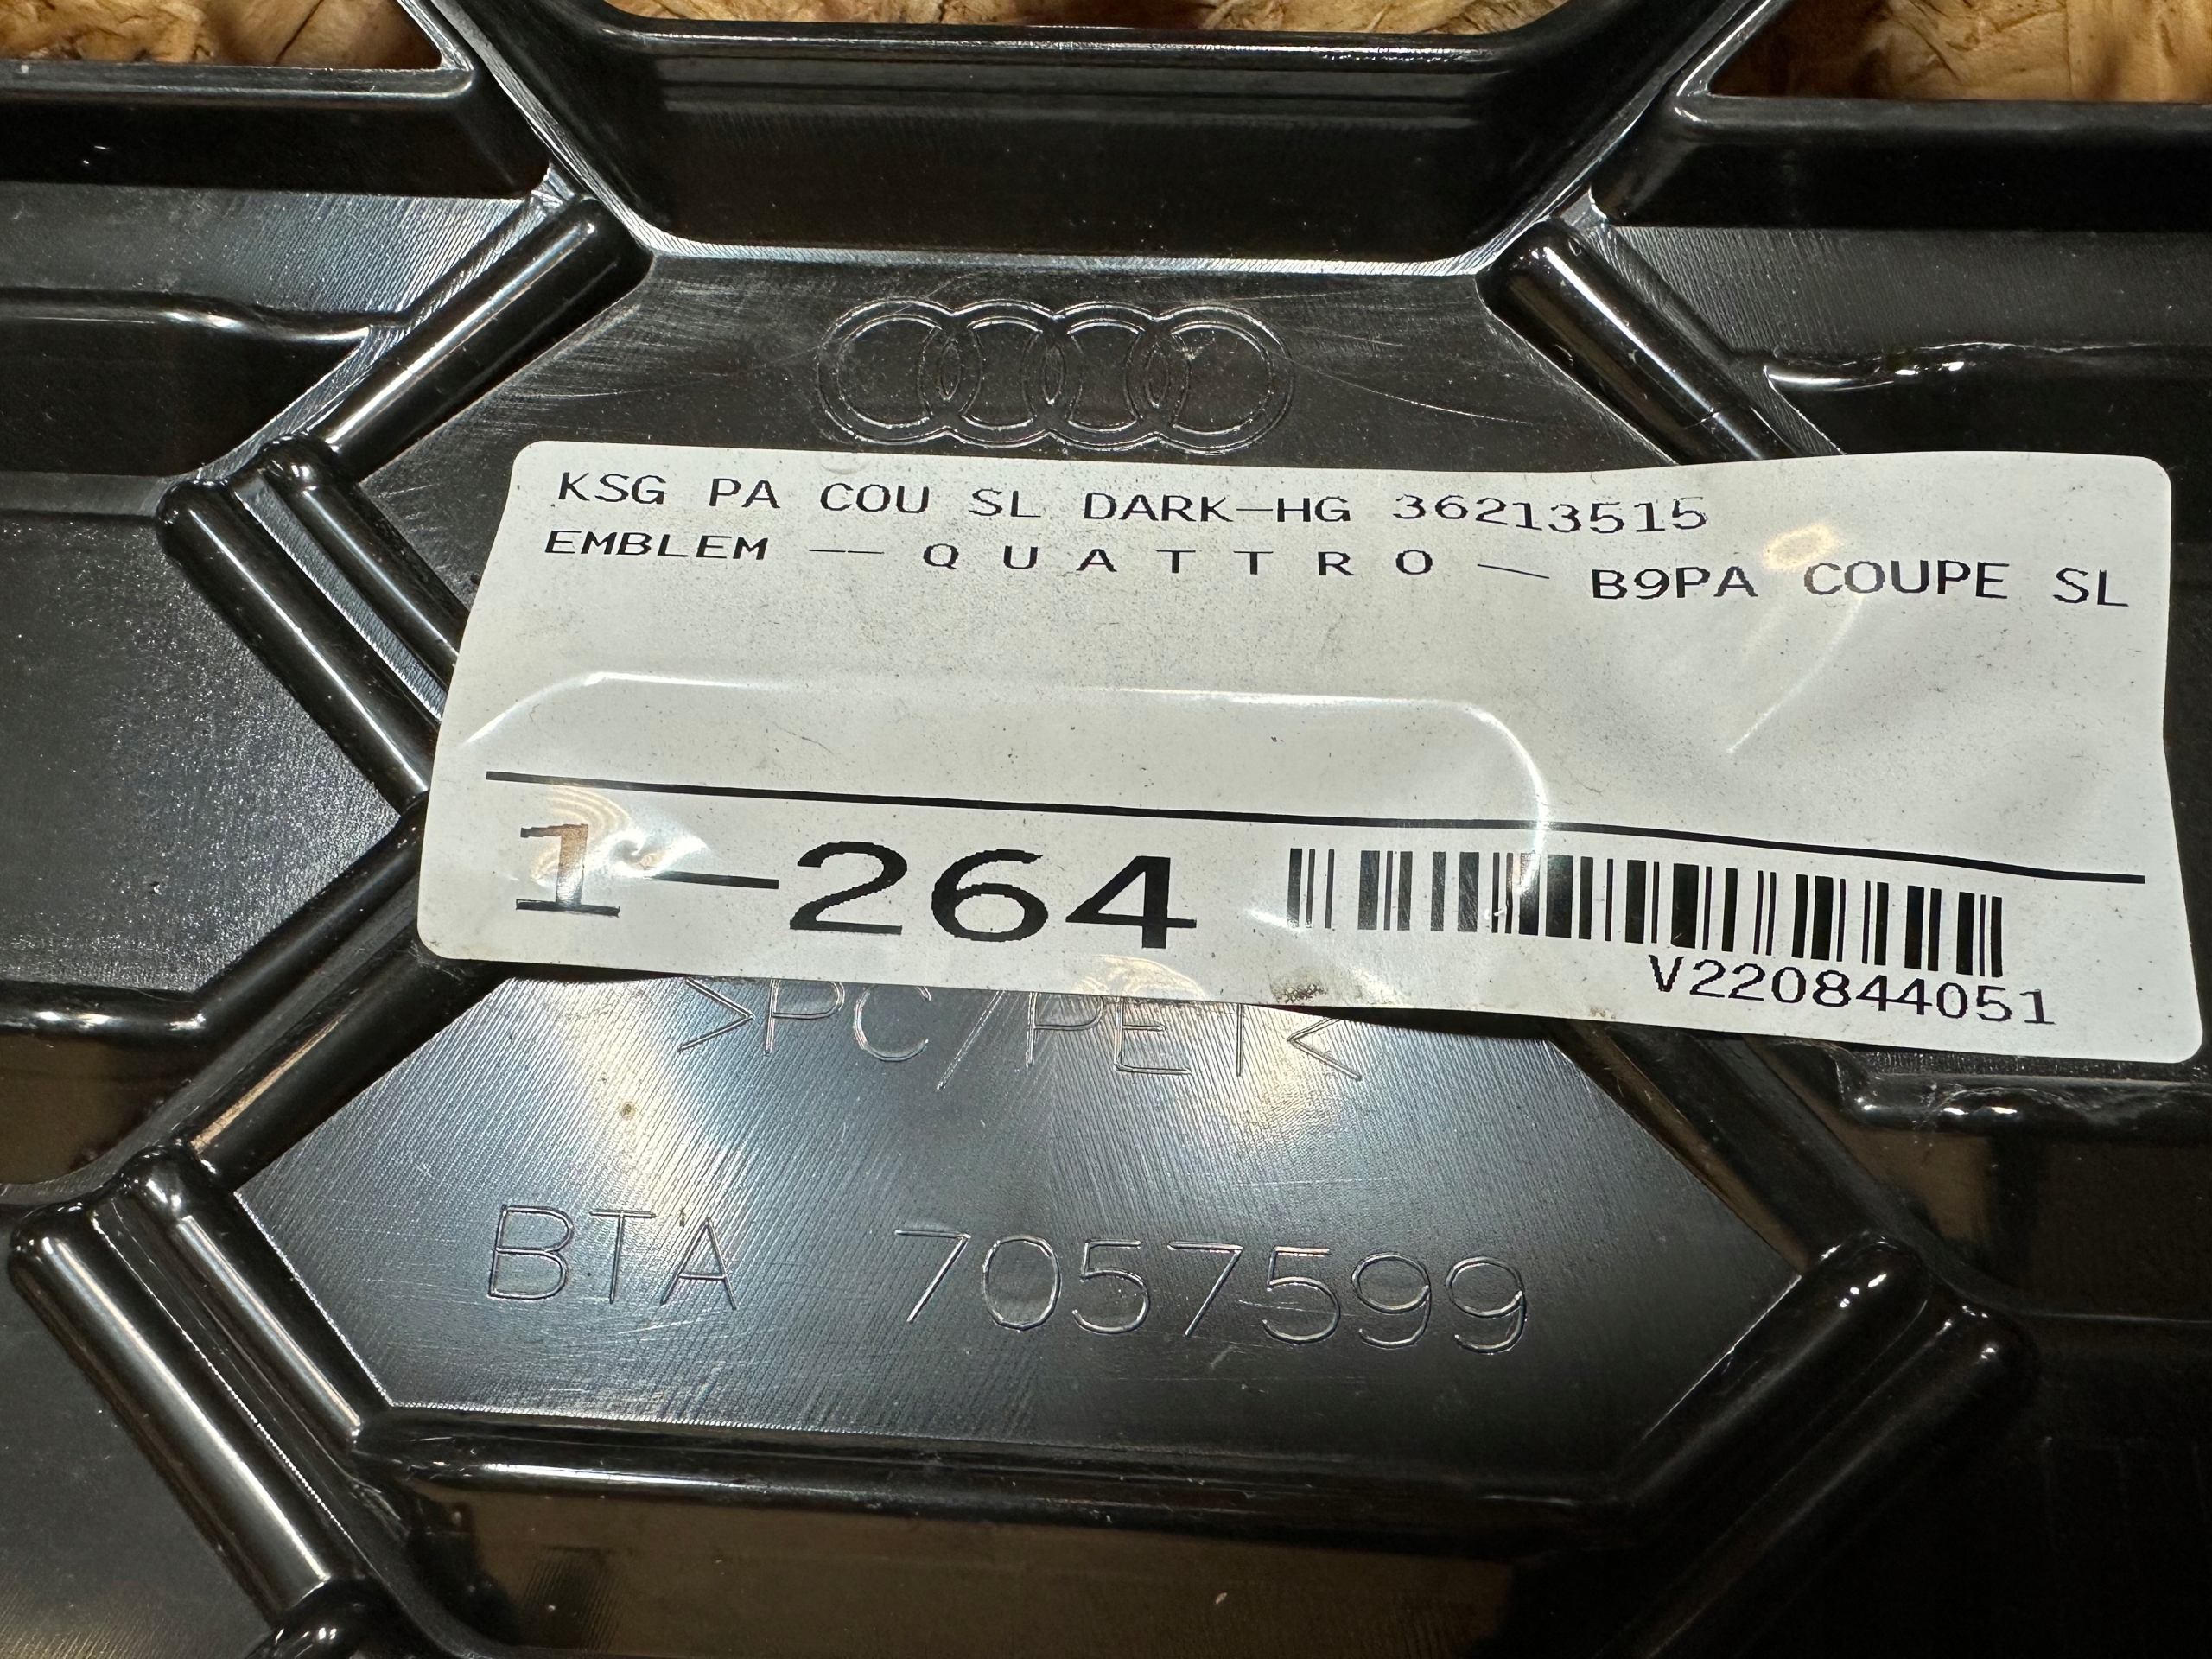 KSG PA COU SL DARK-HG 36213515
EMBLEM -- Q U A T T R O - B9PA COUPE SL
1-264
V220844051
>PC/PET<
BTA 7057599